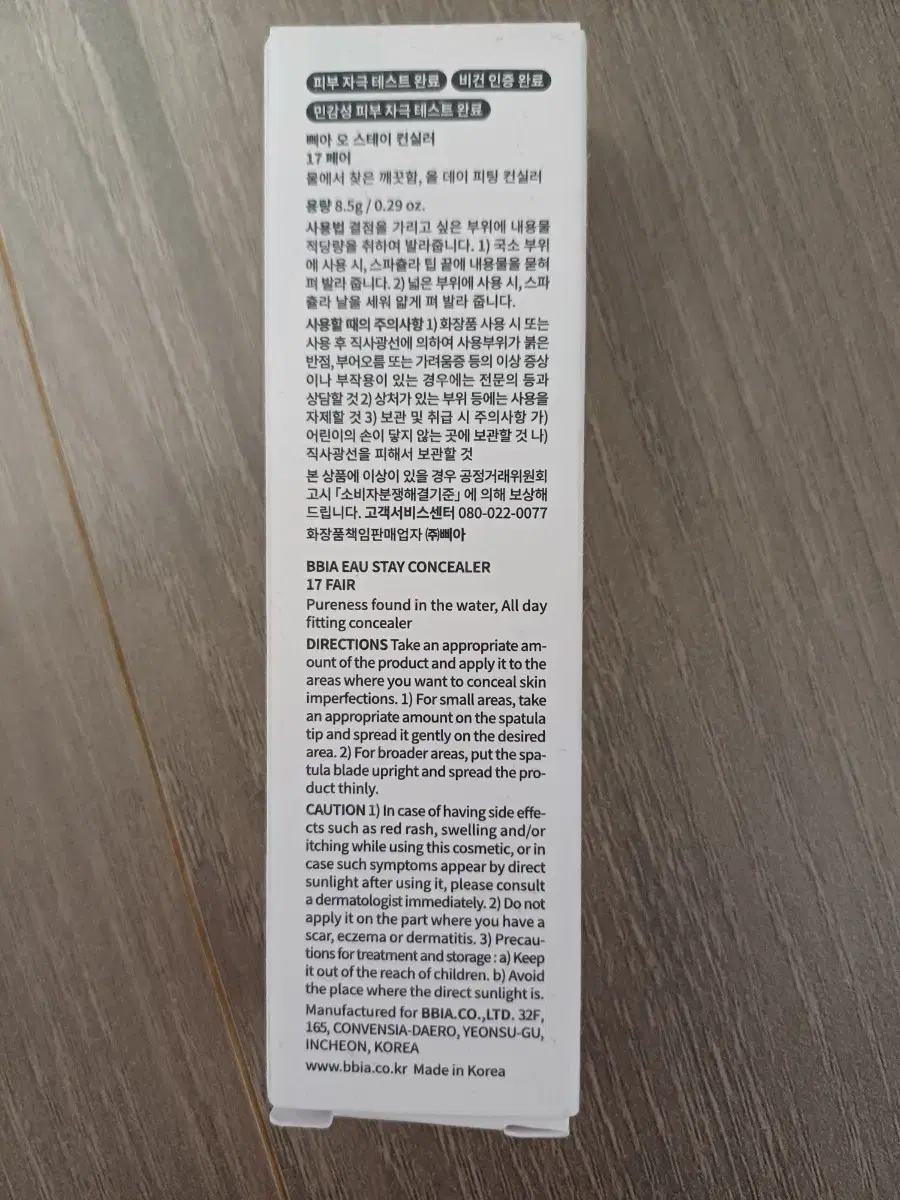 피부 자극 테스트 완료 비건 인증 완료
민감성 피부 자극 테스트 완료
삐아 오 스테이 컨실러
17 페어
물에서 찾은 깨끗함, 올 데이 피팅 컨실러
용량 8.5g / 0.29 oz.
사용법 결점을 가리고 싶은 부위에 내용물
적당량을 취하여 발라줍니다. 1) 국소 부위
에 사용 시, 스파츌라 팁 끝에 내용물을 묻혀
펴 발라 줍니다. 2) 넓은 부위에 사용 시, 스파
츌라 날을 세워 얇게 펴 발라 줍니다.
사용할 때의 주의사항 1) 화장품 사용 시 또는
사용 후 직사광선에 의하여 사용부위가 붉은
반점, 부어오름 또는 가려움증 등의 이상 증상
이나 부작용이 있는 경우에는 전문의 등과
상담할 것 2) 상처가 있는 부위 등에는 사용을
자제할 것 3) 보관 및 취급 시 주의사항 가)
어린이의 손이 닿지 않는 곳에 보관할 것 나)
직사광선을 피해서 보관할 것
본 상품에 이상이 있을 경우 공정거래위원회
고시 「소비자분쟁해결기준」 에 의해 보상해
드립니다. 고객서비스센터 080-022-0077
화장품책임판매업자 ㈜삐아
BBIA EAU STAY CONCEALER
17 FAIR
Pureness found in the water, All day
fitting concealer
DIRECTIONS Take an appropriate am-
ount of the product and apply it to the
areas where you want to conceal skin
imperfections. 1) For small areas, take
an appropriate amount on the spatula
tip and spread it gently on the desired
area. 2) For broader areas, put the spa-
tula blade upright and spread the pro-
duct thinly.
CAUTION 1) In case of having side effe-
cts such as red rash, swelling and/or
itching while using this cosmetic, or in
case such symptoms appear by direct
sunlight after using it, please consult
a dermatologist immediately. 2) Do not
apply it on the part where you have a
scar, eczema or dermatitis. 3) Precau-
tions for treatment and storage : a) Keep
it out of the reach of children. b) Avoid
the place where the direct sunlight is.
Manufactured for BBIA.CO.,LTD. 32F,
165, CONVENSIA-DAERO, YEONSU-GU,
INCHEON, KOREA
www.bbia.co.kr Made in Korea